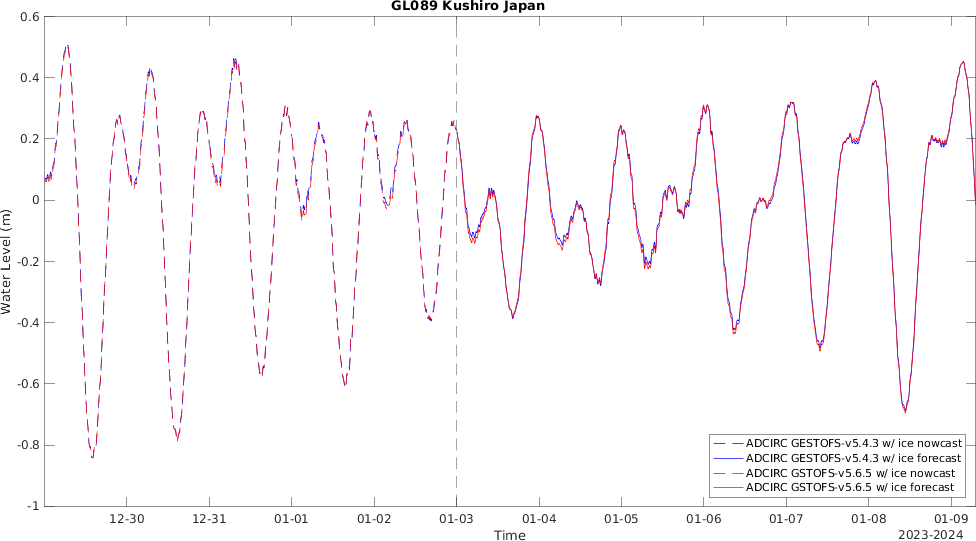 GL089 Kushiro Japan
0.6
0.4
0.2
0
-0.2
-0.4
-0.6
-0.8
-1
Water Level (m)
ADCIRC GESTOFS-v5.4.3 w/ ice nowcast
ADCIRC GESTOFS-v5.4.3 w/ ice forecast
ADCIRC GSTOFS-v5.6.5 w/ ice nowcast
ADCIRC GSTOFS-v5.6.5 w/ ice forecast
12-30 12-31 01-01 01-02 01-03 01-04 01-05 01-06 01-07 01-08 01-09
Time
2023-2024